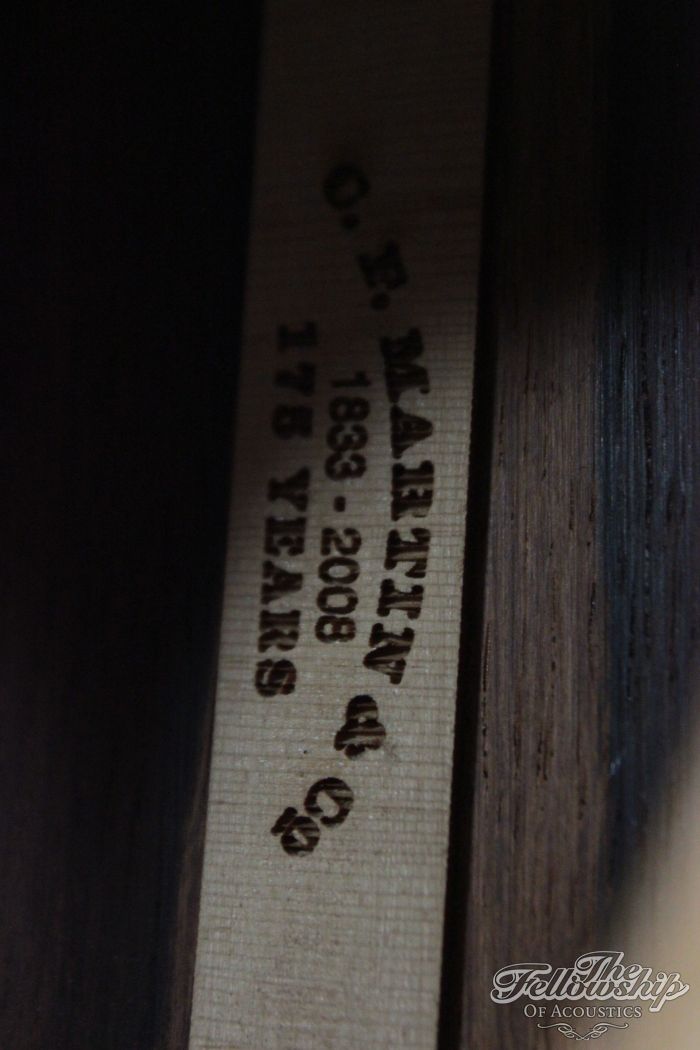 C. F. MARTIN & Co
1833 - 2008
175 YEARS
The
Fellowship
OF ACOUSTICS